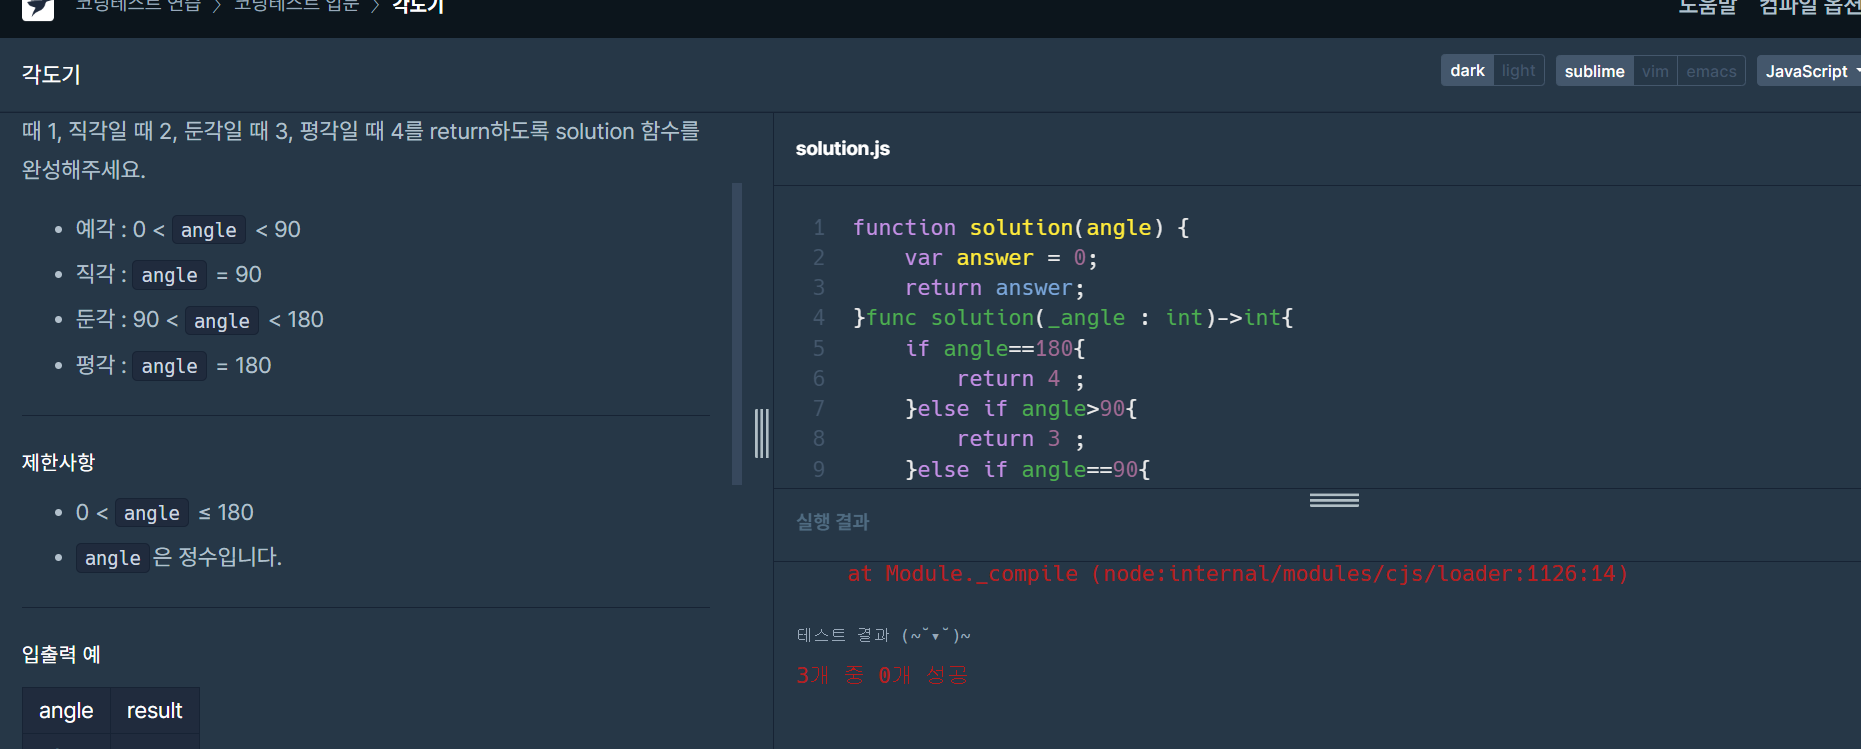 코딩테스트 연습 > 코딩테스트 입문 > 각도기
도움말 컴파일 옵션
각도기
dark light
sublime vim emacs
JavaScript
때 1, 직각일 때 2, 둔각일 때 3, 평각일 때 4를 return하도록 solution 함수를
완성해주세요.
• 예각 : 0 < angle < 90
• 직각 : angle = 90
• 둔각 : 90 < angle < 180
• 평각 : angle = 180
제한사항
• 0 < angle ≤ 180
• angle은 정수입니다.
입출력 예
angle result
solution.js
1 function solution(angle) {
2 var answer = 0;
3 return answer;
4 }func solution(_angle : int)->int{
5 if angle==180{
6 return 4 ;
7 }else if angle>90{
8 return 3 ;
9 }else if angle==90{
실행 결과
at Module._compile (node:internal/modules/cjs/loader:1126:14)
테스트 결과 (~˘▾˘)~
3개 중 0개 성공